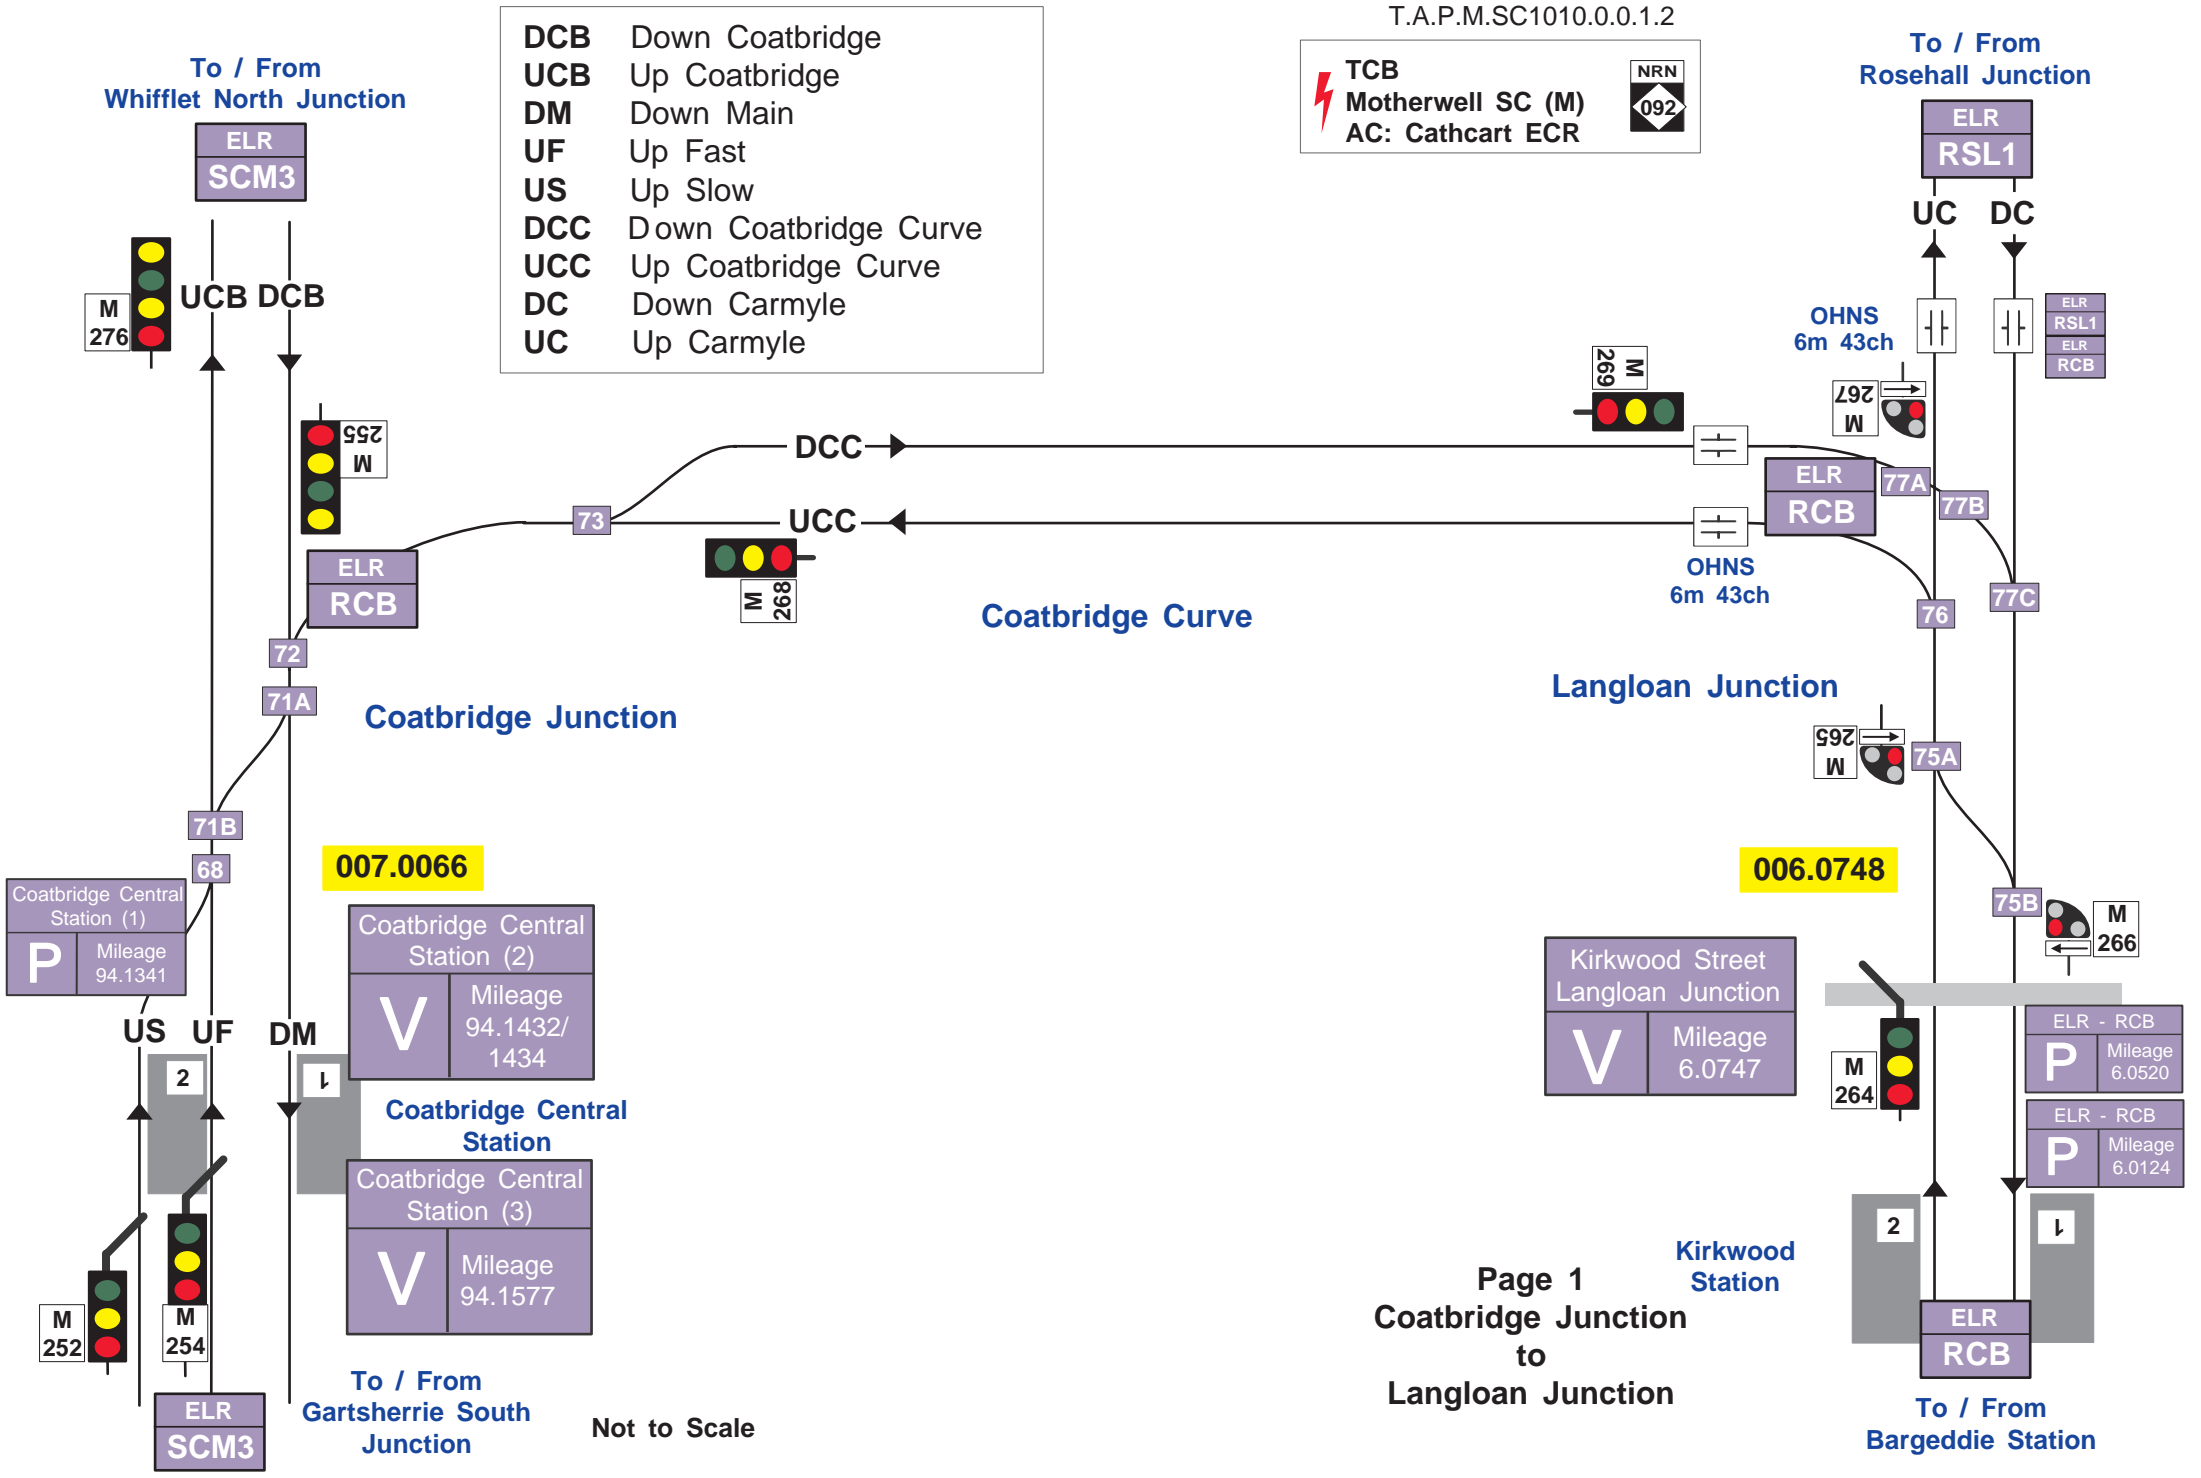 DCB Down Coatbridge
UCB Up Coatbridge
DM Down Main
UF Up Fast
US Up Slow
DCC Down Coatbridge Curve
UCC Up Coatbridge Curve
DC Down Carmyle
UC Up Carmyle
T.A.P.M.SC1010.0.0.1.2
TCB
Motherwell SC (M)
AC: Cathcart ECR
NRN
092
To / From
Whifflet North Junction
ELR
SCM3
To / From
Rosehall Junction
ELR
RSL1
UC DC
M
276
UCB DCB
OHNS
6m 43ch
ELR
RSL1
ELR
RCB
M
269
M
267
M
255
DCC
UCC
73
ELR
RCB
77A
77B
77C
76
ELR
RCB
M
268
OHNS
6m 43ch
Coatbridge Curve
72
71A
Coatbridge Junction
Langloan Junction
M
265
75A
71B
68
007.0066
006.0748
75B
M
266
Coatbridge Central
Station (1)
P
Mileage
94.1341
Coatbridge Central
Station (2)
V
Mileage
94.1432/
1434
Kirkwood Street
Langloan Junction
V
Mileage
6.0747
US UF DM
2
1
M
264
ELR - RCB
P
Mileage
6.0520
ELR - RCB
P
Mileage
6.0124
Coatbridge Central
Station
Coatbridge Central
Station (3)
V
Mileage
94.1577
M
252
M
254
2
1
Kirkwood
Station
Page 1
Coatbridge Junction
to
Langloan Junction
ELR
RCB
To / From
Bargeddie Station
To / From
Gartsherrie South
Junction
ELR
SCM3
Not to Scale